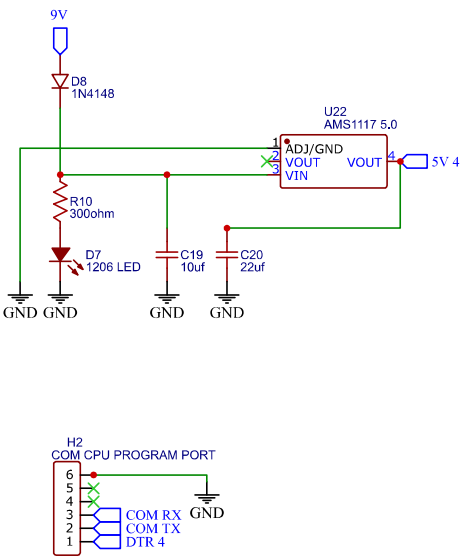 9V
D8
1N4148
U22
AMS1117 5.0
1 ADJ/GND
2 VOUT VOUT 4 5V 4
3 VIN
R10
300ohm
D7
1206 LED
C19
10uf
C20
22uf
GND GND GND GND
H2
COM CPU PROGRAM PORT
6
5
4
GND
3 COM RX
2 COM TX
1 DTR 4